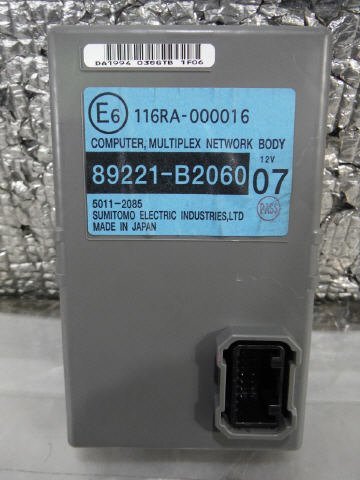 DA1994 036GTB 1F06
E6 116RA-000016
COMPUTER, MULTIPLEX NETWORK BODY
89221-B2060 12V 07
5011-2085
SUMITOMO ELECTRIC INDUSTRIES,LTD
MADE IN JAPAN
PASS